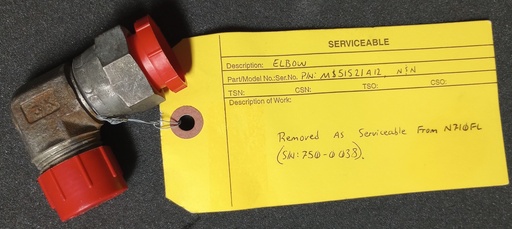 SERVICEABLE
Description: ELBOW
Part/Model No.:Ser.No. P/N: MS51521A12, N/N
TSN: CSN: TSO: CSO:
Description of Work:
Removed As Serviceable From N710FL
(S/N: 750-0038).